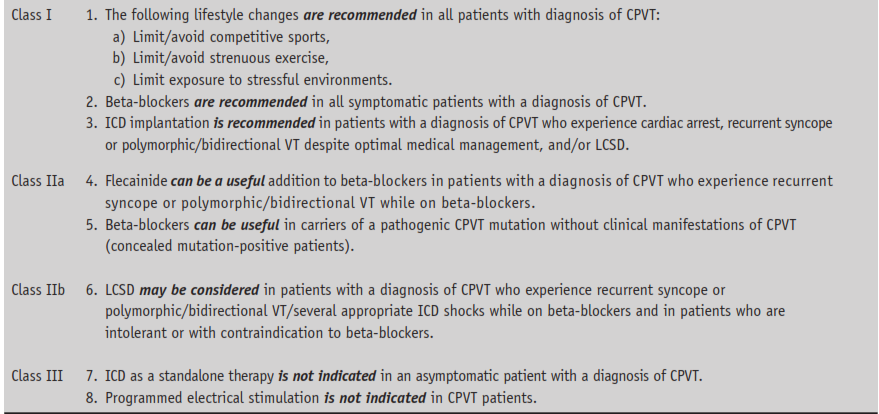 Class I 1. The following lifestyle changes are recommended in all patients with diagnosis of CPVT:
a) Limit/avoid competitive sports,
b) Limit/avoid strenuous exercise,
c) Limit exposure to stressful environments.
2. Beta-blockers are recommended in all symptomatic patients with a diagnosis of CPVT.
3. ICD implantation is recommended in patients with a diagnosis of CPVT who experience cardiac arrest, recurrent syncope
or polymorphic/bidirectional VT despite optimal medical management, and/or LCSD.
Class IIa 4. Flecainide can be a useful addition to beta-blockers in patients with a diagnosis of CPVT who experience recurrent
syncope or polymorphic/bidirectional VT while on beta-blockers.
5. Beta-blockers can be useful in carriers of a pathogenic CPVT mutation without clinical manifestations of CPVT
(concealed mutation-positive patients).
Class IIb 6. LCSD may be considered in patients with a diagnosis of CPVT who experience recurrent syncope or
polymorphic/bidirectional VT/several appropriate ICD shocks while on beta-blockers and in patients who are
intolerant or with contraindication to beta-blockers.
Class III 7. ICD as a standalone therapy is not indicated in an asymptomatic patient with a diagnosis of CPVT.
8. Programmed electrical stimulation is not indicated in CPVT patients.